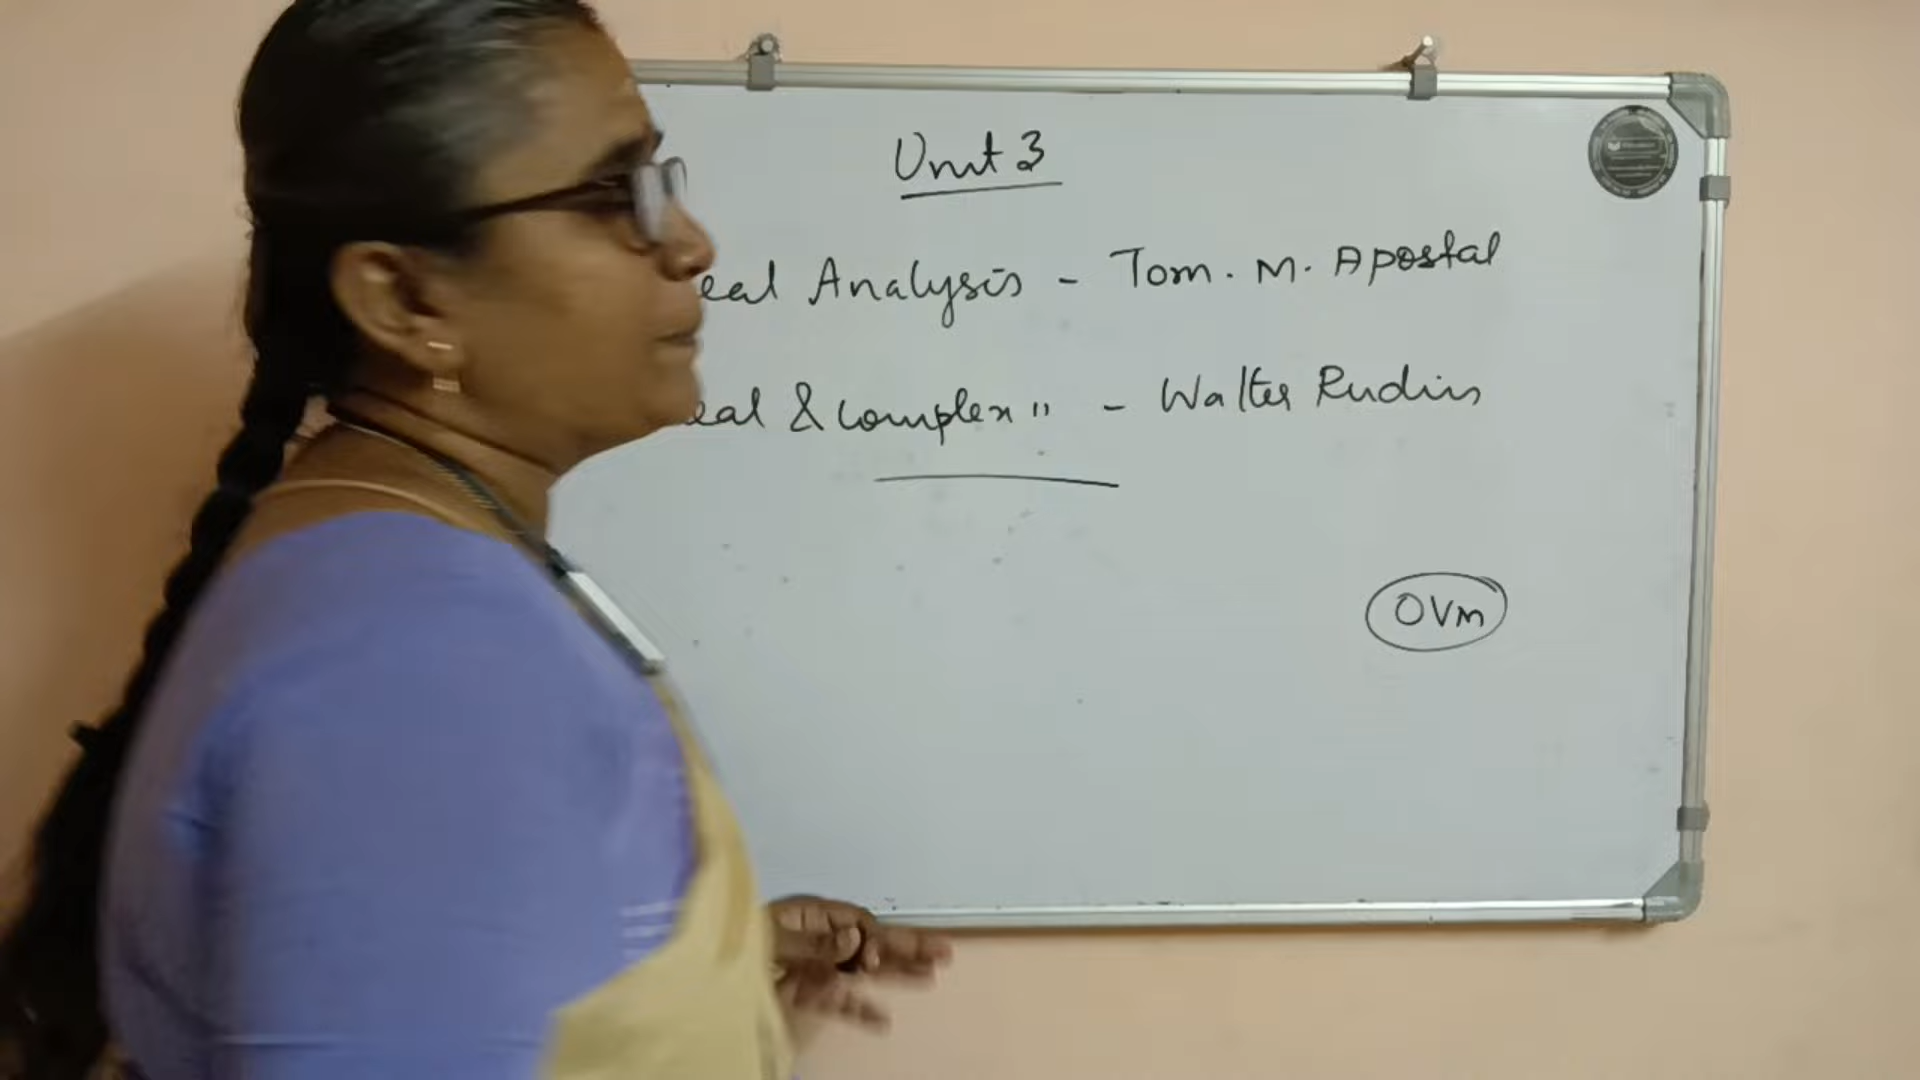 Unit 3
eal Analysis - Tom. M. Apostal
eal & complex " - Walter Rudin
OVM